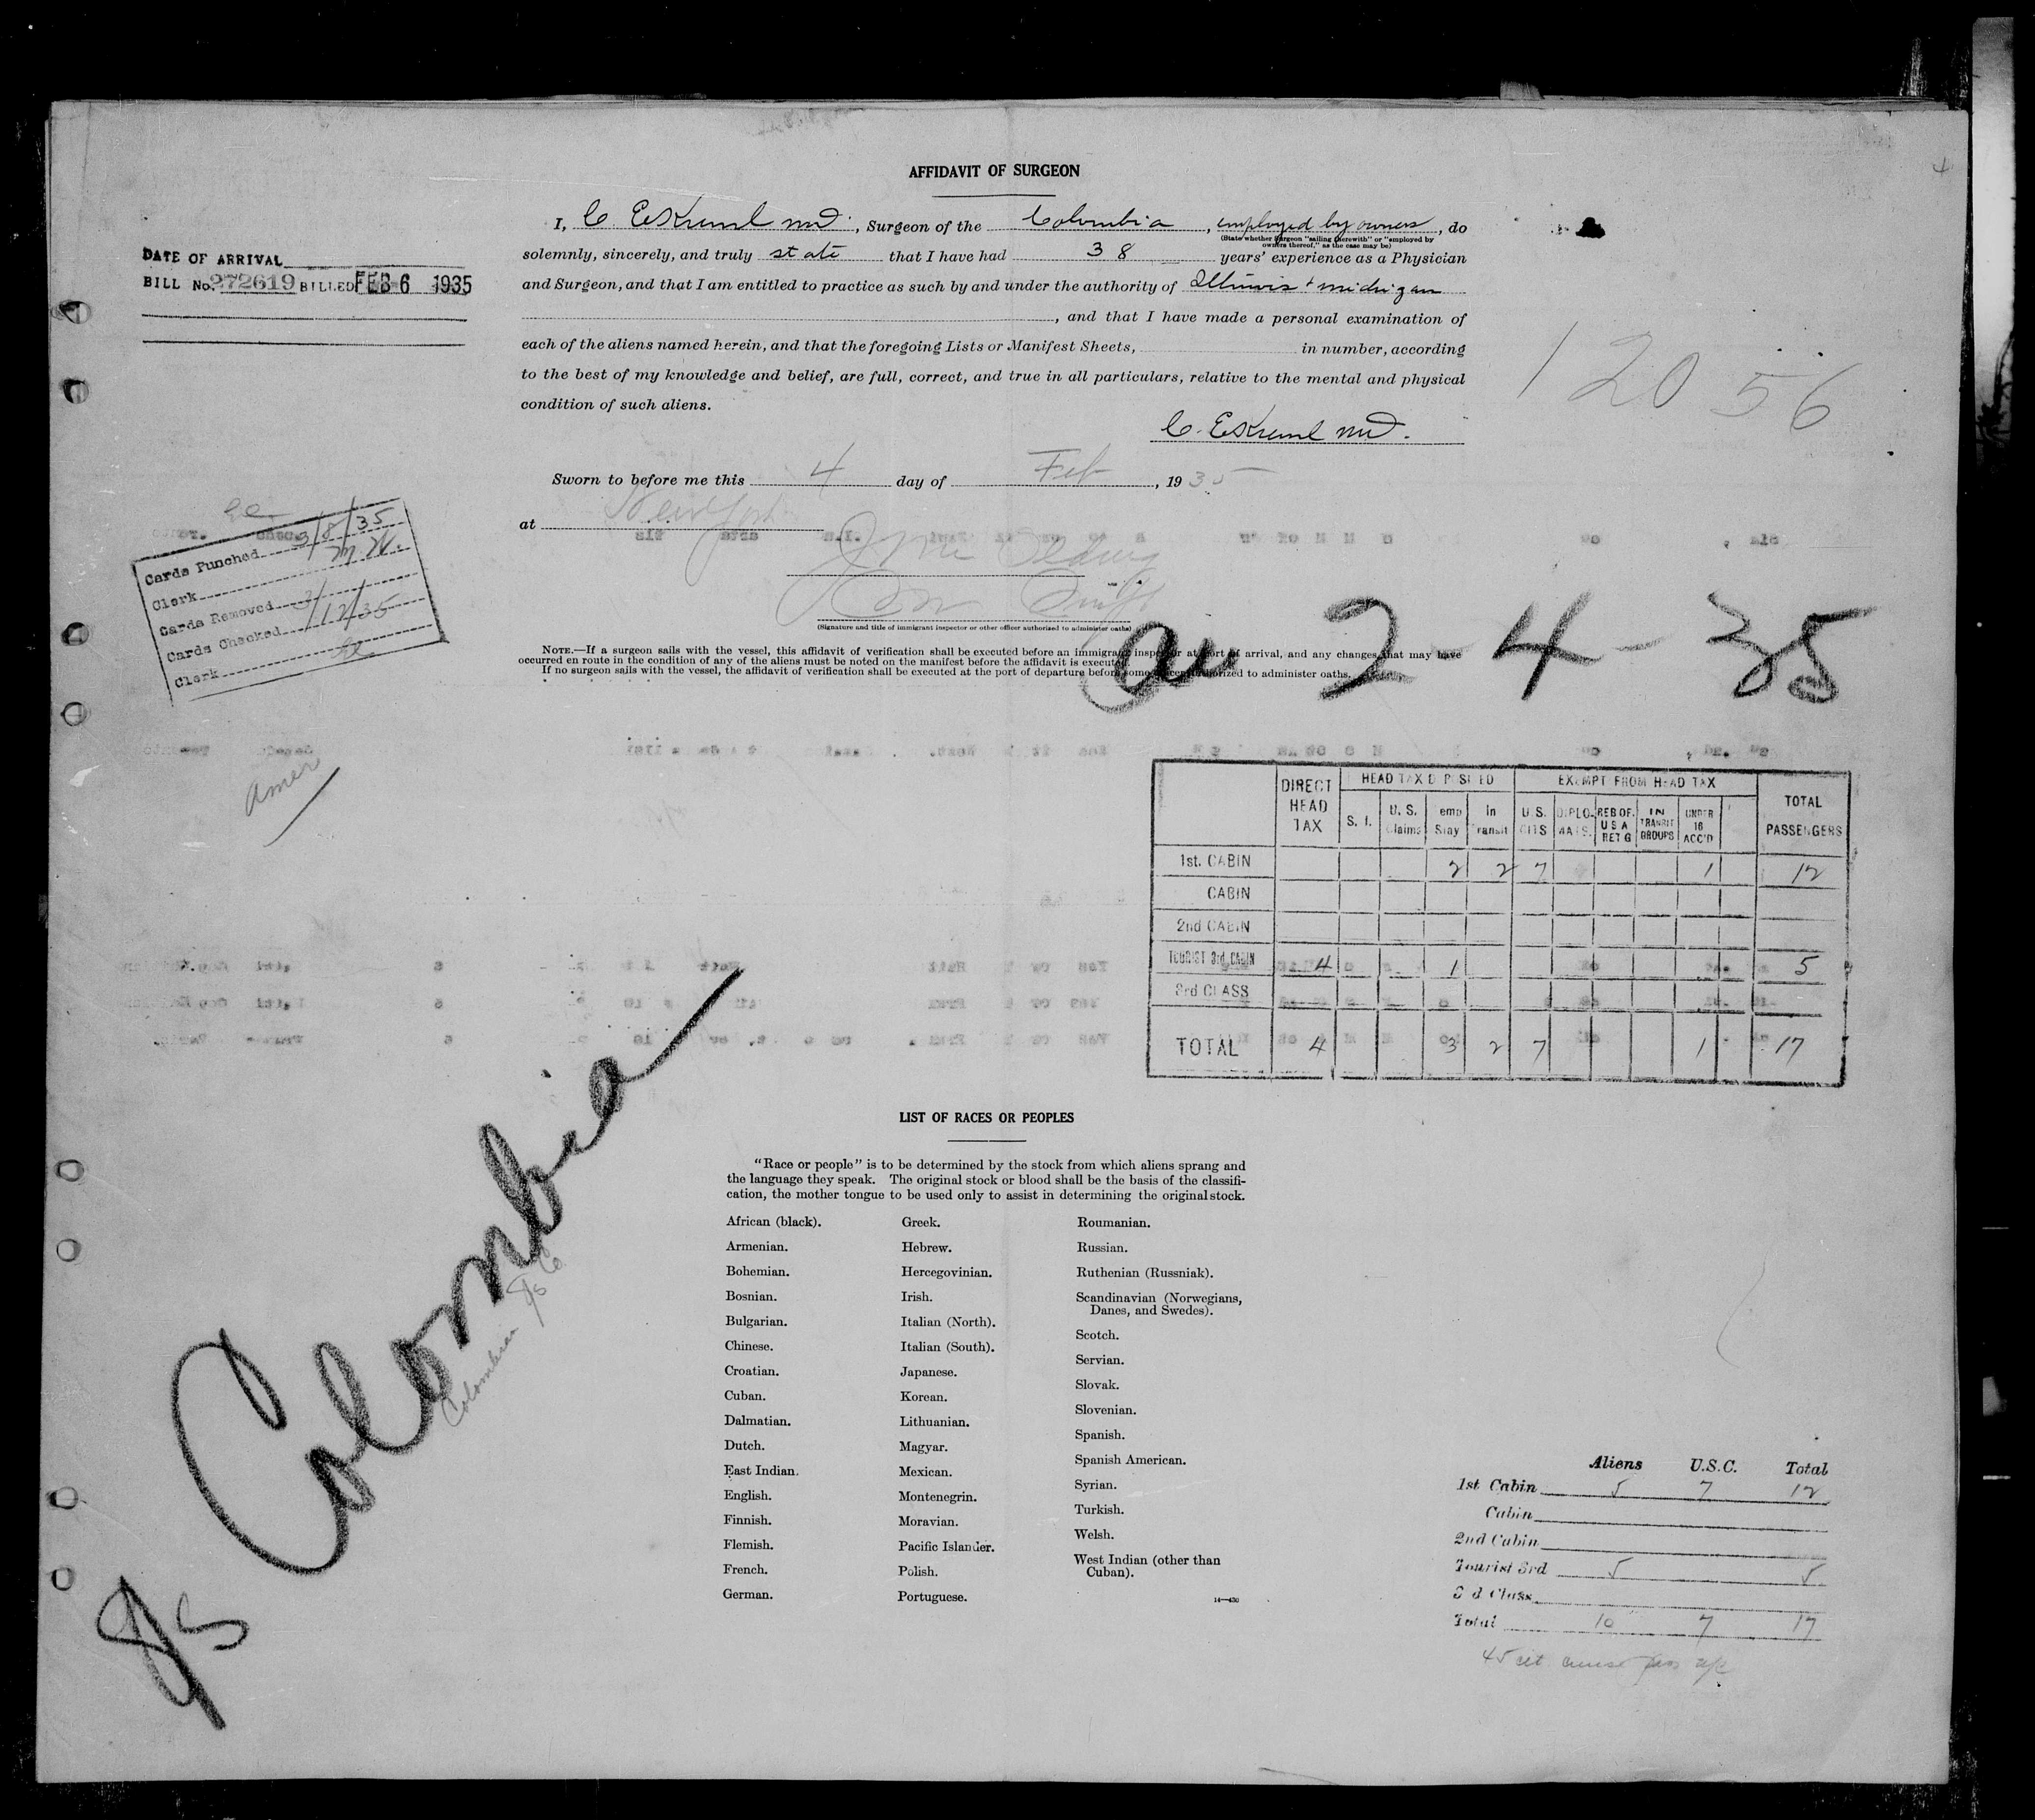 AFFIDAVIT OF SURGEON
I, C. E. Kreml MD., Surgeon of the Colombia, employed by owners, do
(State whether surgeon "sailing therewith" or "employed by owners thereof," as the case may be)
solemnly, sincerely, and truly state that I have had 38 years' experience as a Physician
and Surgeon, and that I am entitled to practice as such by and under the authority of Illinois + Michigan
, and that I have made a personal examination of
each of the aliens named herein, and that the foregoing Lists or Manifest Sheets, in number, according
to the best of my knowledge and belief, are full, correct, and true in all particulars, relative to the mental and physical
condition of such aliens.
MD.
Sworn to before me this 4 day of Feb, 1935
at New York
(Signature and title of immigrant inspector or other officer authorized to administer oaths)
NOTE.—If a surgeon sails with the vessel, this affidavit of verification shall be executed before an immigrant inspector at port of arrival, and any changes that may have
occurred en route in the condition of any of the aliens must be noted on the manifest before the affidavit is executed.
If no surgeon sails with the vessel, the affidavit of verification shall be executed at the port of departure before some officer authorized to administer oaths.
DATE OF ARRIVAL
BILL No. 272619 BILLED FEB 6 1935
12056
Cards Punched 3/8/35
Clerk M. W.
Cards Removed
Cards Checked 3/12/35
Clerk
2-4-35
Amer
DIRECT HEAD TAX HEAD TAX DEPOSITED EXEMPT FROM HEAD TAX TOTAL PASSENGERS
S. I. U. S. Claims Temp Stay In Transit U.S. CITS DIPLOMATS. REB OF. USA RET'G IN TRANSIT GROUPS UNDER 16 ACC'D
1st. CABIN 2 2 7 1 12
CABIN
2nd CABIN
TOURIST 3rd CABIN 4 1 5
3rd CLASS
TOTAL 4 3 2 7 1 17
SS Colombia
Colombian SS Co
LIST OF RACES OR PEOPLES
"Race or people" is to be determined by the stock from which aliens sprang and
the language they speak. The original stock or blood shall be the basis of the classifi-
cation, the mother tongue to be used only to assist in determining the original stock.
African (black).
Armenian.
Bohemian.
Bosnian.
Bulgarian.
Chinese.
Croatian.
Cuban.
Dalmatian.
Dutch.
East Indian.
English.
Finnish.
Flemish.
French.
German.
Greek.
Hebrew.
Hercegovinian.
Irish.
Italian (North).
Italian (South).
Japanese.
Korean.
Lithuanian.
Magyar.
Mexican.
Montenegrin.
Moravian.
Pacific Islander.
Polish.
Portuguese.
Roumanian.
Russian.
Ruthenian (Russniak).
Scandinavian (Norwegians,
Danes, and Swedes).
Scotch.
Servian.
Slovak.
Slovenian.
Spanish.
Spanish American.
Syrian.
Turkish.
Welsh.
West Indian (other than
Cuban).
14—430
Aliens U.S.C. Total
1st Cabin 5 7 12
Cabin
2nd Cabin
Tourist 3rd 5 5
3rd Class
Total 10 7 17
45 ret cruise pass